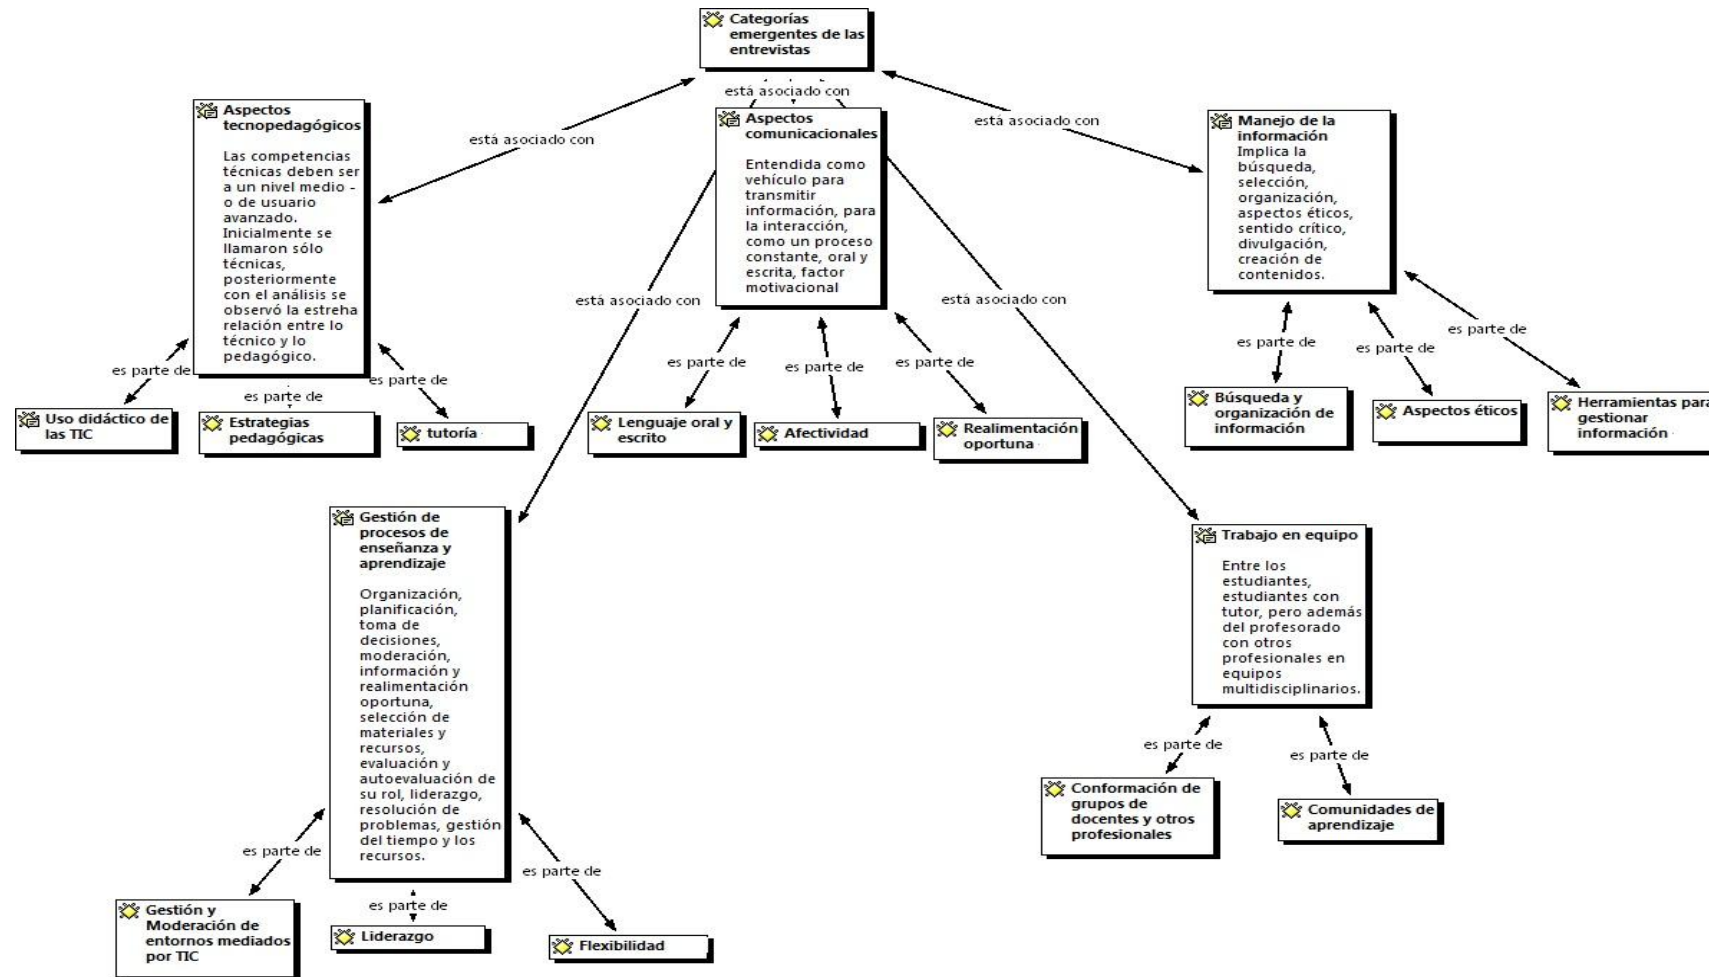 Categorías
emergentes de las
entrevistas
está asociado con
está asociado con
está asociado con
está asociado con
está asociado con
Aspectos
tecnopedagógicos
Las competencias
técnicas deben ser
a un nivel medio -
o de usuario
avanzado.
Inicialmente se
llamaron sólo
técnicas,
posteriormente
con el análisis se
observó la estreha
relación entre lo
técnico y lo
pedagógico.
es parte de
es parte de
es parte de
Uso didáctico de
las TIC
Estrategias
pedagógicas
tutoría
Aspectos
comunicacionales
Entendida como
vehículo para
transmitir
información, para
la interacción,
como un proceso
constante, oral y
escrita, factor
motivacional
es parte de
es parte de
es parte de
Lenguaje oral y
escrito
Afectividad
Realimentación
oportuna
Manejo de la
información
Implica la
búsqueda,
selección,
organización,
aspectos éticos,
sentido crítico,
divulgación,
creación de
contenidos.
es parte de
es parte de
es parte de
Búsqueda y
organización de
información
Aspectos éticos
Herramientas para
gestionar
información
Gestión de
procesos de
enseñanza y
aprendizaje
Organización,
planificación,
toma de
decisiones,
moderación,
información y
realimentación
oportuna,
selección de
materiales y
recursos,
evaluación y
autoevaluación de
su rol, liderazgo,
resolución de
problemas, gestión
del tiempo y los
recursos.
es parte de
es parte de
es parte de
Gestión y
Moderación de
entornos mediados
por TIC
Liderazgo
Flexibilidad
Trabajo en equipo
Entre los
estudiantes,
estudiantes con
tutor, pero además
del profesorado
con otros
profesionales en
equipos
multidisciplinarios.
es parte de
es parte de
Conformación de
grupos de
docentes y otros
profesionales
Comunidades de
aprendizaje